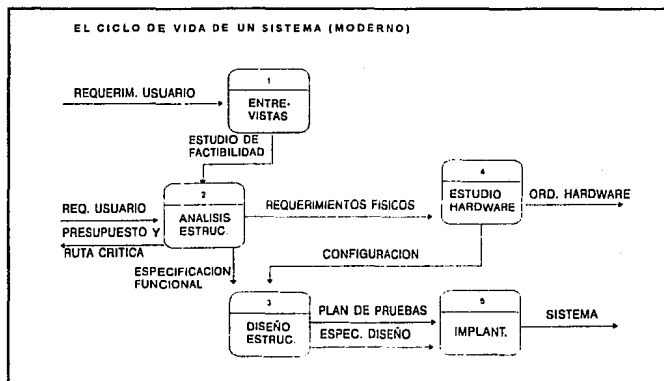 EL CICLO DE VIDA DE UN SISTEMA (MODERNO)
1
REQUERIM. USUARIO
ENTRE-
VISTAS
ESTUDIO DE
FACTIBILIDAD
2
4
REQ. USUARIO
ANALISIS
ESTRUC.
REQUERIMIENTOS FISICOS
ESTUDIO
HARDWARE
ORD. HARDWARE
PRESUPUESTO Y
RUTA CRITICA
ESPECIFICACION
FUNCIONAL
CONFIGURACION
3
5
DISEÑO
ESTRUC.
PLAN DE PRUEBAS
ESPEC. DISEÑO
IMPLANT.
SISTEMA